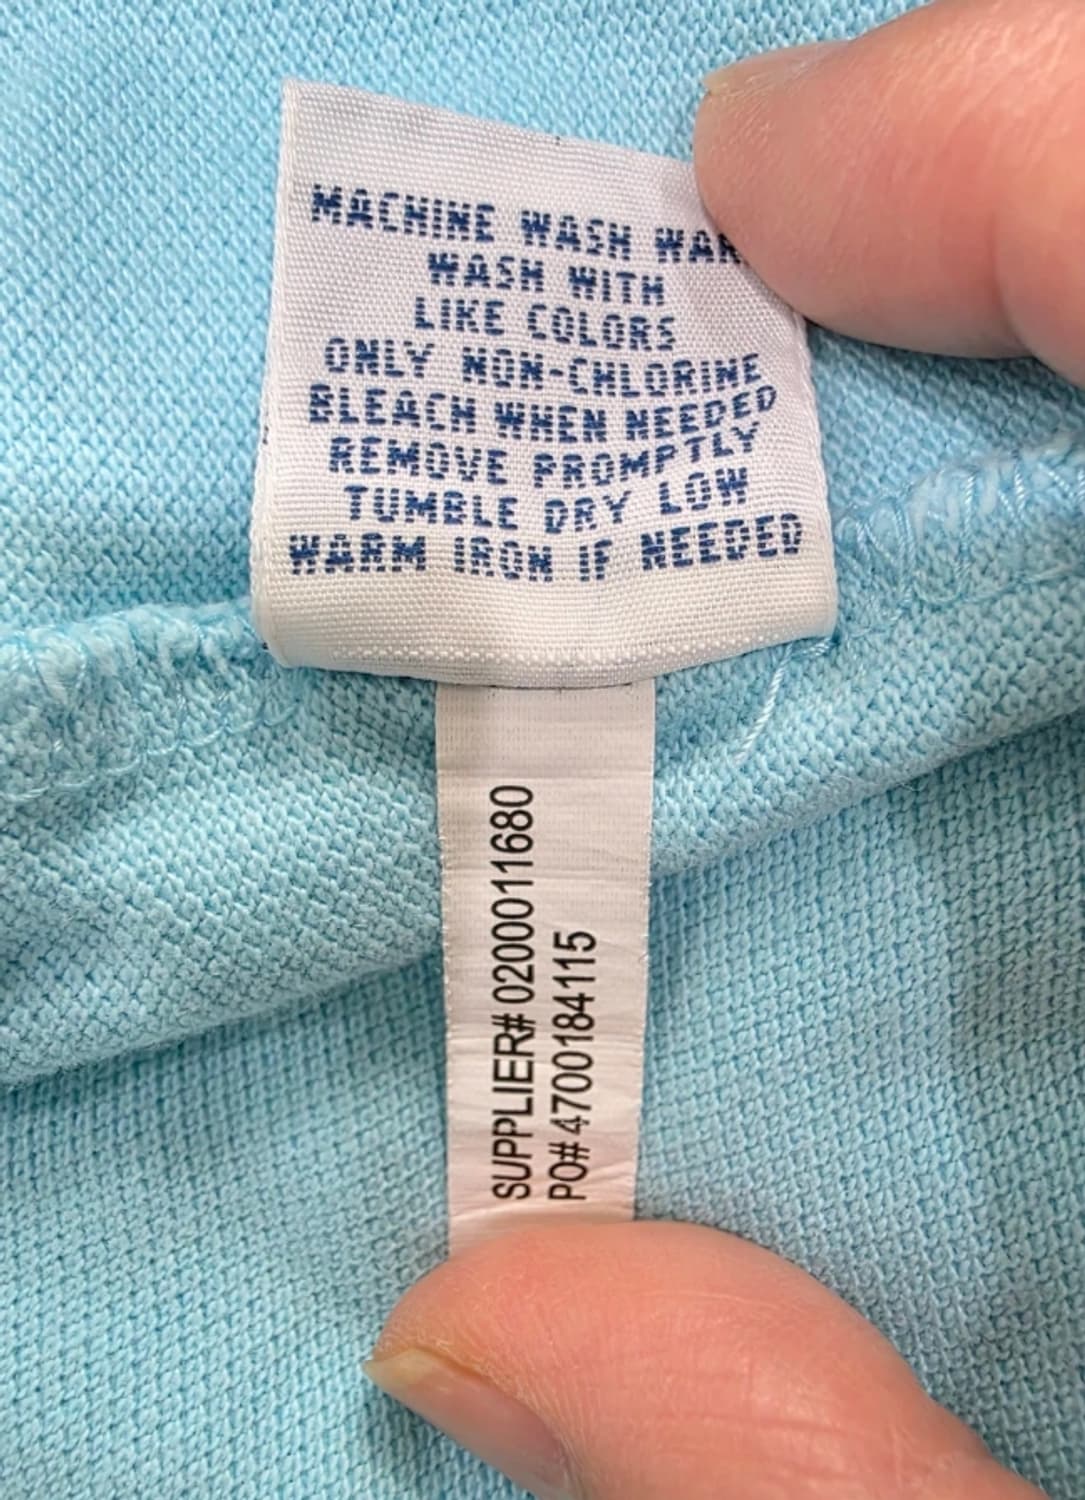 MACHINE WASH WAR
WASH WITH
LIKE COLORS
ONLY NON-CHLORINE
BLEACH WHEN NEEDED
REMOVE PROMPTLY
TUMBLE DRY LOW
WARM IRON IF NEEDED
SUPPLIER# 0200011680
PO# 4700184115